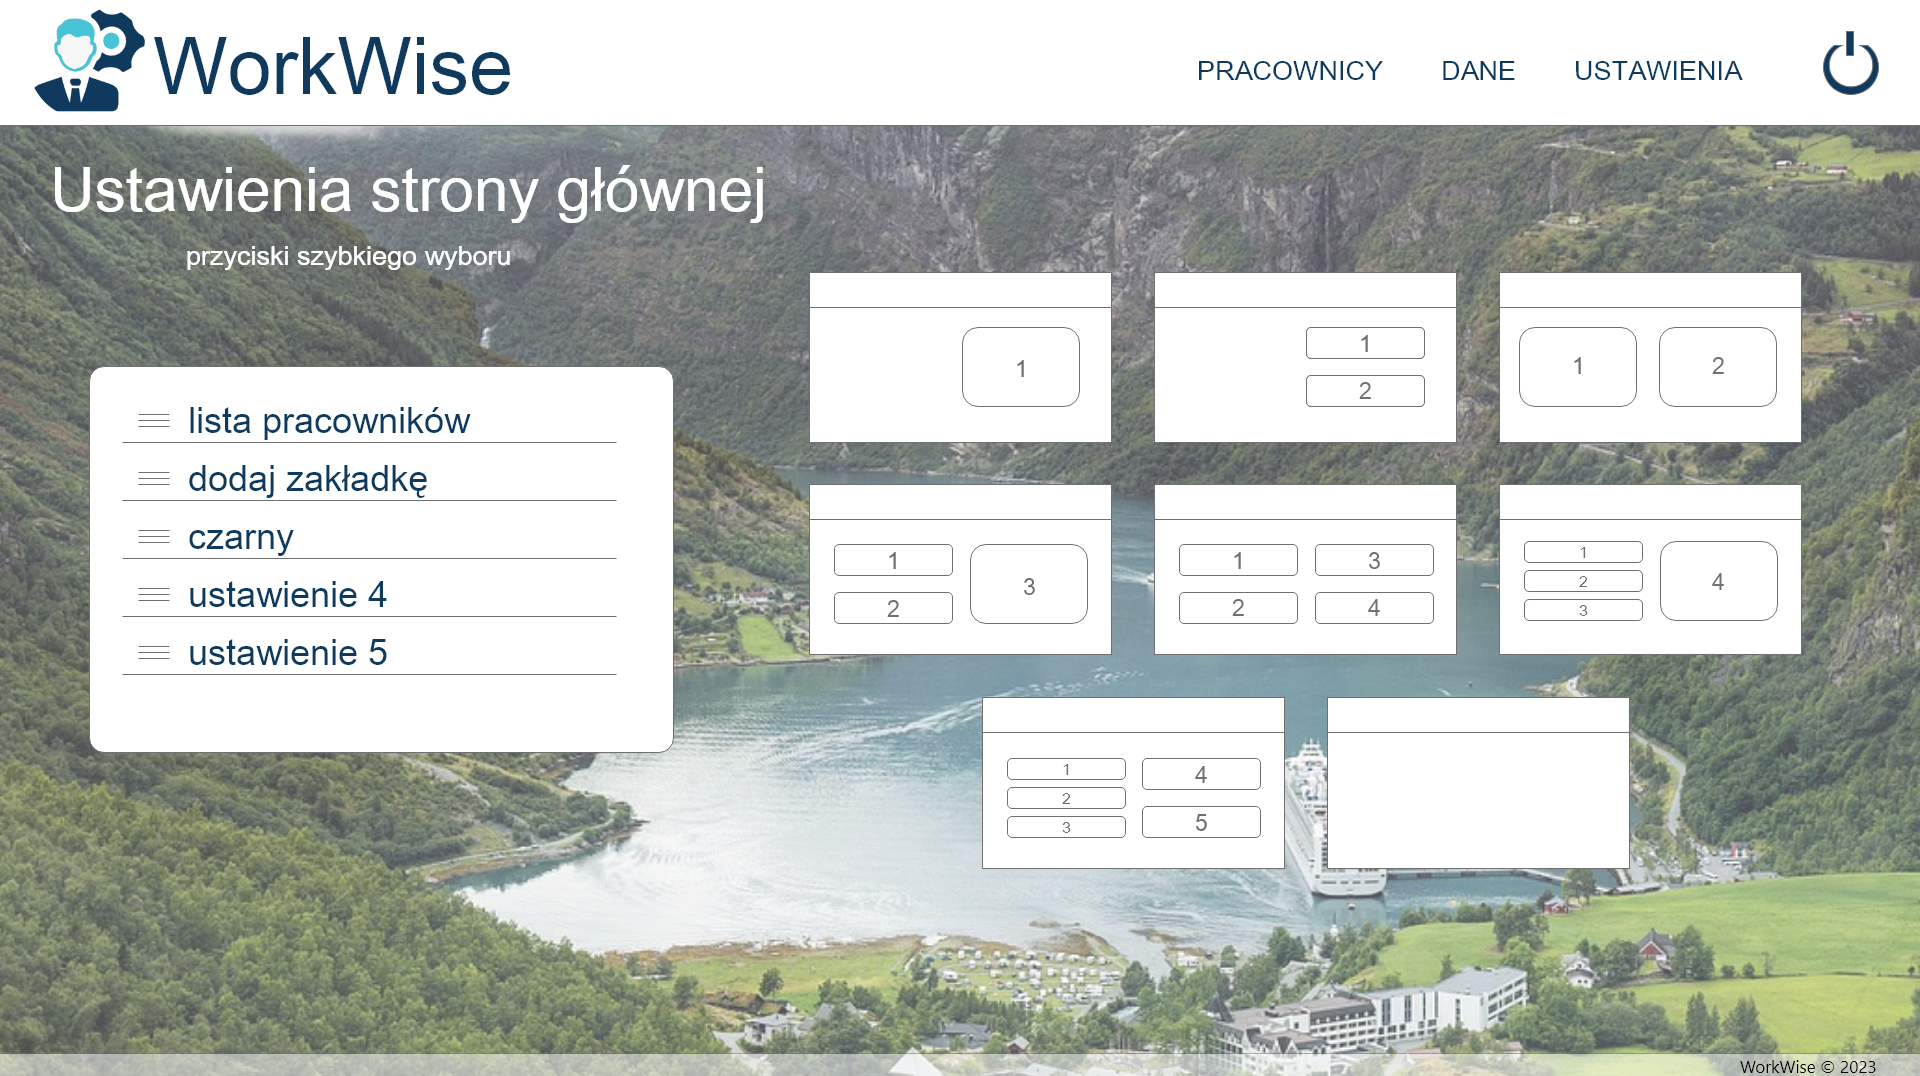 WorkWise
PRACOWNICY DANE USTAWIENIA
Ustawienia strony głównej
przyciski szybkiego wyboru
lista pracowników
dodaj zakładkę
czarny
ustawienie 4
ustawienie 5
1
1
2
1 2
1
2
3
1 3
2 4
1
2
3
4
1
2
3
4
5
WorkWise © 2023